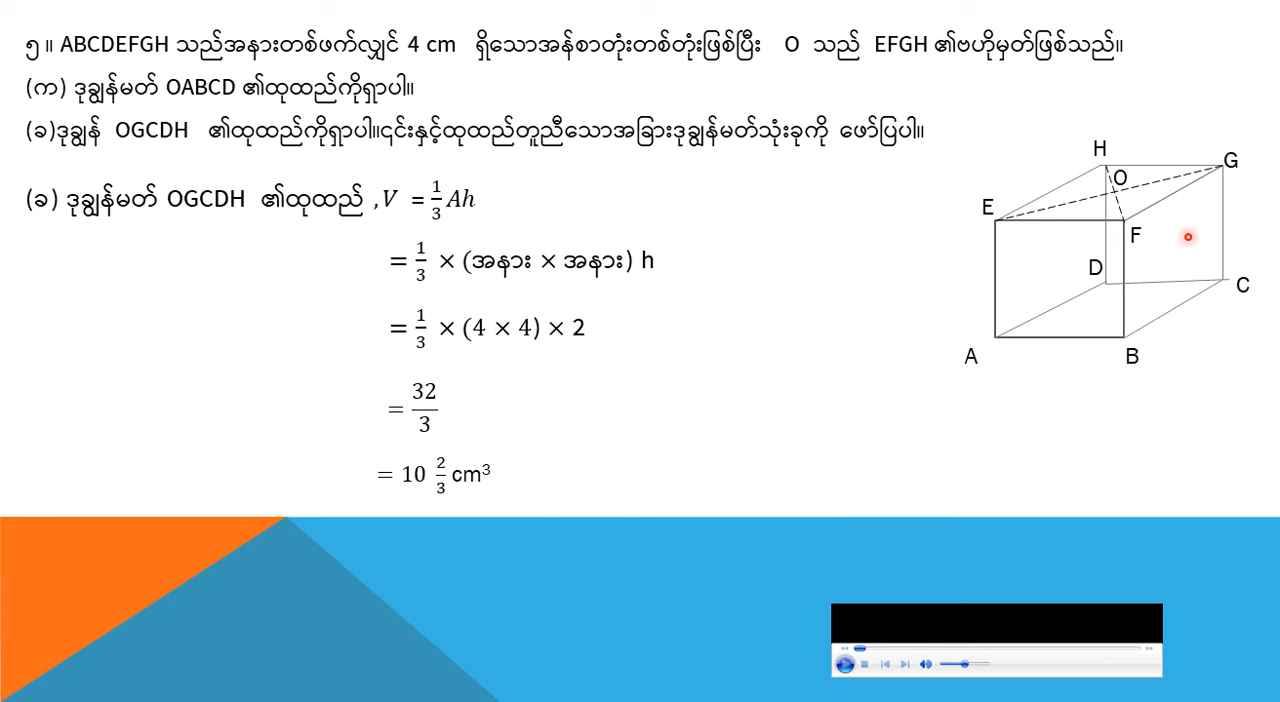 ၅ ။ ABCDEFGH သည်အနားတစ်ဖက်လျှင် 4 cm ရှိသောအန်စာတုံးတစ်တုံးဖြစ်ပြီး O သည် EFGH ၏ဗဟိုမှတ်ဖြစ်သည်။
(က) ဒုချွန်မတ် OABCD ၏ထုထည်ကိုရှာပါ။
(ခ)ဒုချွန် OGCDH ၏ထုထည်ကိုရှာပါ။၎င်းနှင့်ထုထည်တူညီသောအခြားဒုချွန်မတ်သုံးခုကို ဖော်ပြပါ။
(ခ) ဒုချွန်မတ် OGCDH ၏ထုထည် ,V = 1/3 Ah
= 1/3 × (အနား × အနား) h
= 1/3 × (4 × 4) × 2
= 32/3
= 10 2/3 cm³
H
G
O
E
F
D
C
A
B